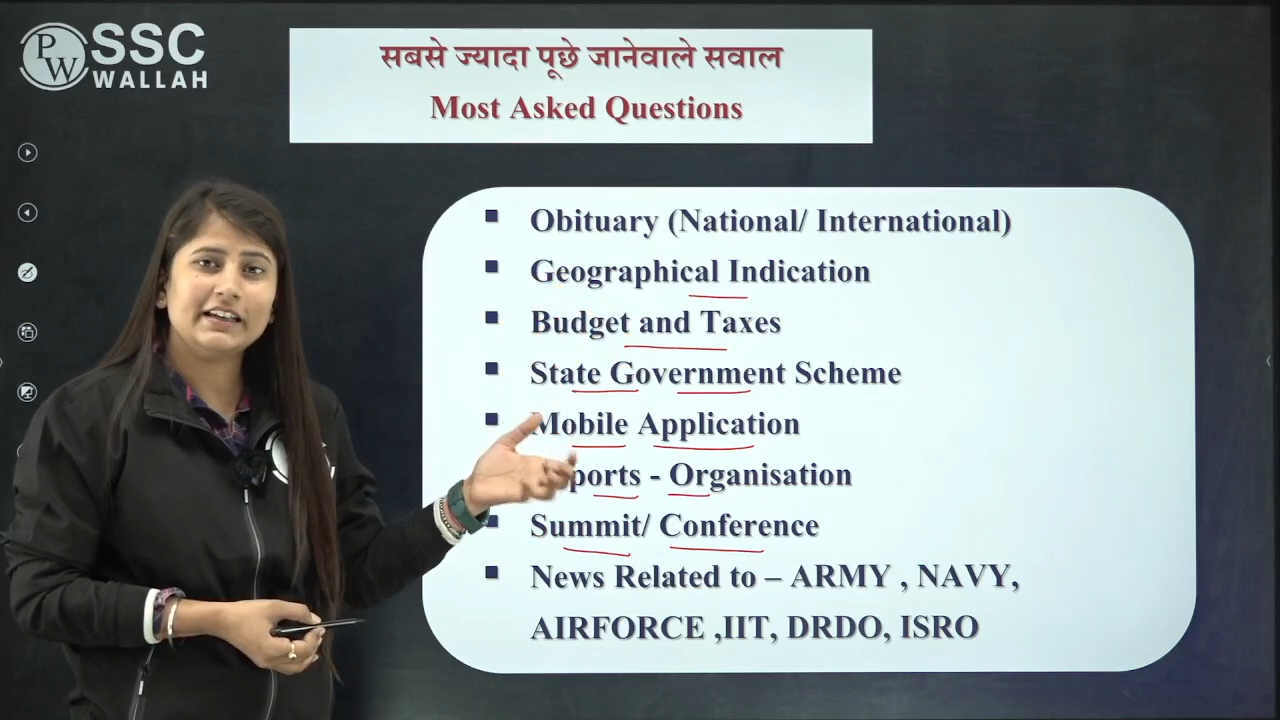 PW
SSC
WALLAH
सबसे ज्यादा पूछे जानेवाले सवाल
Most Asked Questions
Obituary (National/ International)
Geographical Indication
Budget and Taxes
State Government Scheme
Mobile Application
ports - Organisation
Summit/ Conference
News Related to – ARMY , NAVY,
AIRFORCE ,IIT, DRDO, ISRO